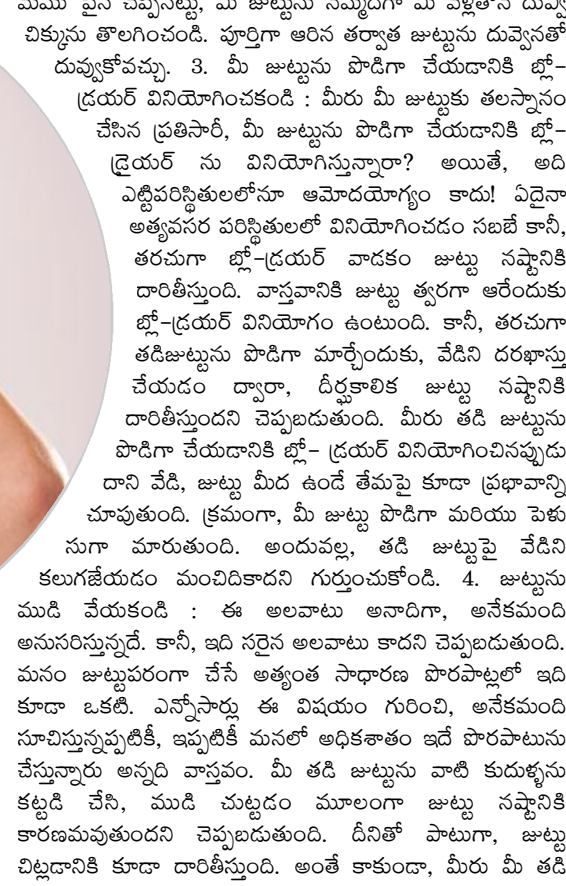 మేము పైన చెప్పినట్టు, మీ జుట్టును నెమ్మదిగా మీ వేళ్లతోనే దువ్వి
చిక్కును తొలగించండి. పూర్తిగా ఆరిన తర్వాత జుట్టును దువ్వెనతో
దువ్వుకోవచ్చు. 3. మీ జుట్టును పొడిగా చేయడానికి బ్లో-
డ్రయర్ వినియోగించకండి : మీరు మీ జుట్టుకు తలస్నానం
చేసిన ప్రతిసారీ, మీ జుట్టును పొడిగా చేయడానికి బ్లో-
డ్రైయర్ ను వినియోగిస్తున్నారా? అయితే, అది
ఎట్టిపరిస్థితులలోనూ ఆమోదయోగ్యం కాదు! ఏదైనా
అత్యవసర పరిస్థితులలో వినియోగించడం సబబే కానీ,
తరచుగా బ్లో-డ్రయర్ వాడకం జుట్టు నష్టానికి
దారితీస్తుంది. వాస్తవానికి జుట్టు త్వరగా ఆరేందుకు
బ్లో-డ్రయర్ వినియోగం ఉంటుంది. కానీ, తరచుగా
తడిజుట్టును పొడిగా మార్చేందుకు, వేడిని దరఖాస్తు
చేయడం ద్వారా, దీర్ఘకాలిక జుట్టు నష్టానికి
దారితీస్తుందని చెప్పబడుతుంది. మీరు తడి జుట్టును
పొడిగా చేయడానికి బ్లో- డ్రయర్ వినియోగించినప్పుడు
దాని వేడి, జుట్టు మీద ఉండే తేమపై కూడా ప్రభావాన్ని
చూపుతుంది. క్రమంగా, మీ జుట్టు పొడిగా మరియు పెళు
సుగా మారుతుంది. అందువల్ల, తడి జుట్టుపై వేడిని
కలుగజేయడం మంచిదికాదని గుర్తుంచుకోండి. 4. జుట్టును
ముడి వేయకండి : ఈ అలవాటు అనాదిగా, అనేకమంది
అనుసరిస్తున్నదే. కానీ, ఇది సరైన అలవాటు కాదని చెప్పబడుతుంది.
మనం జుట్టుపరంగా చేసే అత్యంత సాధారణ పొరపాట్లలో ఇది
కూడా ఒకటి. ఎన్నోసార్లు ఈ విషయం గురించి, అనేకమంది
సూచిస్తున్నప్పటికీ, ఇప్పటికీ మనలో అధికశాతం ఇదే పొరపాటును
చేస్తున్నారు అన్నది వాస్తవం. మీ తడి జుట్టును వాటి కుదుళ్ళను
కట్టడి చేసి, ముడి చుట్టడం మూలంగా జుట్టు నష్టానికి
కారణమవుతుందని చెప్పబడుతుంది. దీనితో పాటుగా, జుట్టు
చిట్లడానికి కూడా దారితీస్తుంది. అంతే కాకుండా, మీరు మీ తడి